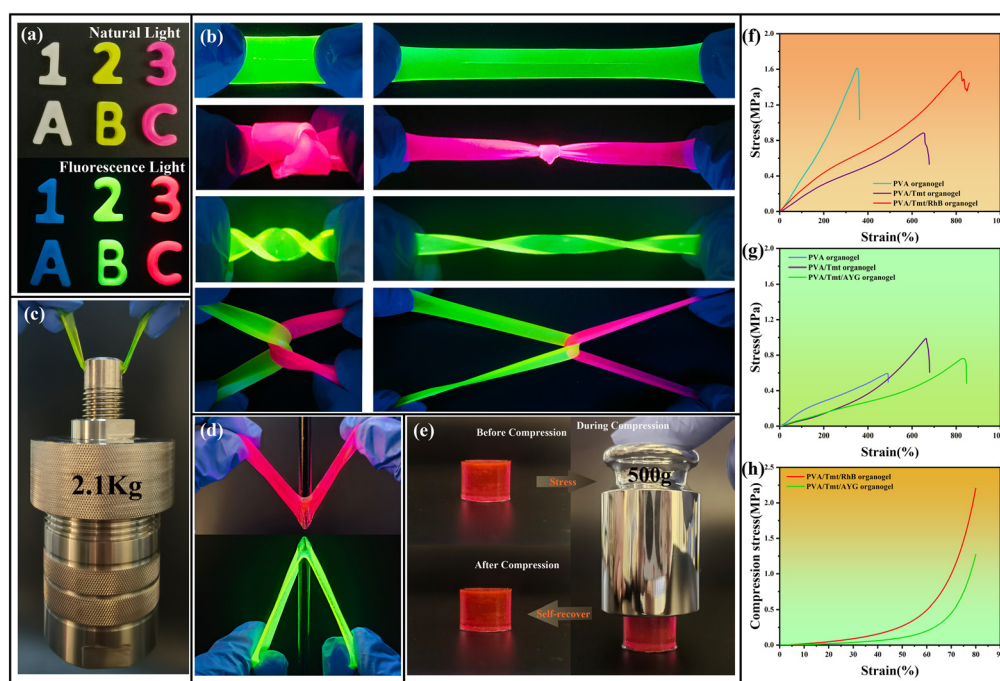 (a)
Natural Light
1 2 3
A B C
Fluorescence Light
1 2 3
A B C
(b)
(c)
2.1Kg
(d)
(e)
Before Compression
During Compression
Stress
500g
After Compression
Self-recover
(f)
Stress(MPa)
2.0
1.6
1.2
0.8
0.4
0.0
PVA organogel
PVA/Tmt organogel
PVA/Tmt/RhB organogel
0 200 400 600 800
Strain(%)
(g)
Stress(MPa)
2.0
1.6
1.2
0.8
0.4
0.0
PVA organogel
PVA/Tmt organogel
PVA/Tmt/AYG organogel
0 200 400 600 800
Strain(%)
(h)
Compression stress(MPa)
2.5
2.0
1.5
1.0
0.5
0.0
PVA/Tmt/RhB organogel
PVA/Tmt/AYG organogel
0 10 20 30 40 50 60 70 80
Strain(%)